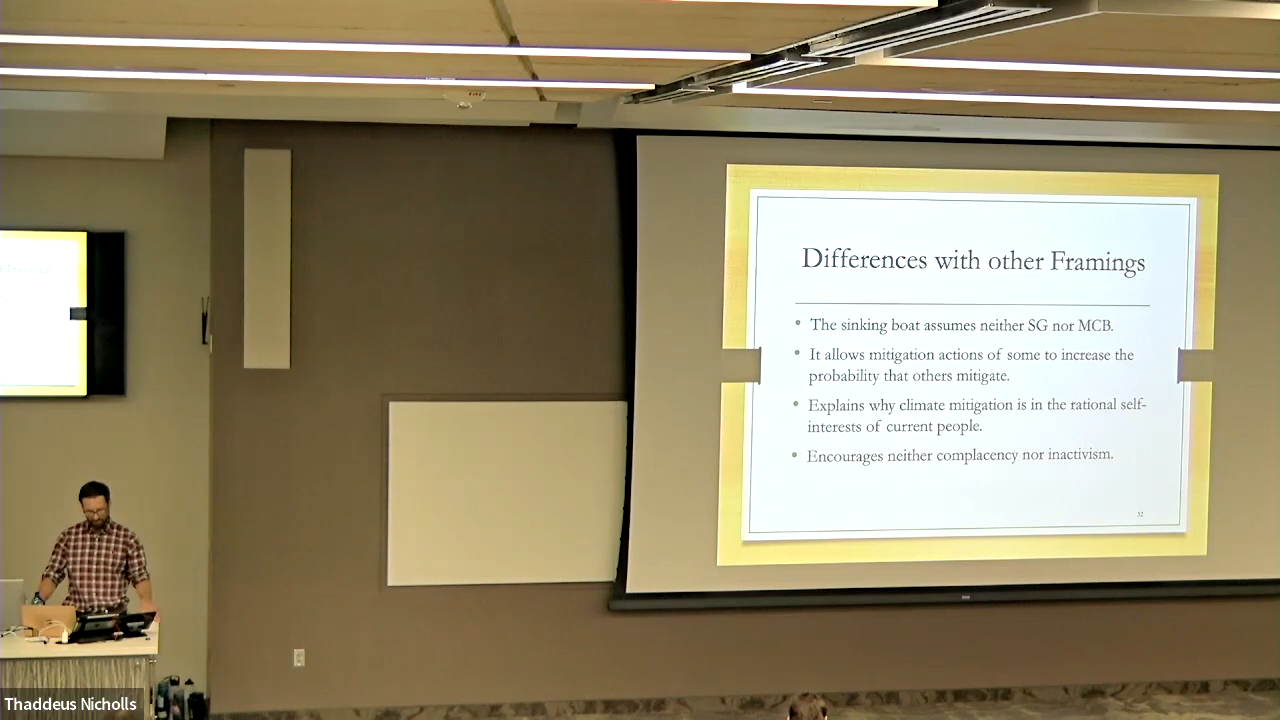 Differences with other Framings
• The sinking boat assumes neither SG nor MCB.
• It allows mitigation actions of some to increase the
probability that others mitigate.
• Explains why climate mitigation is in the rational self-
interests of current people.
• Encourages neither complacency nor inactivism.
32
Thaddeus Nicholls